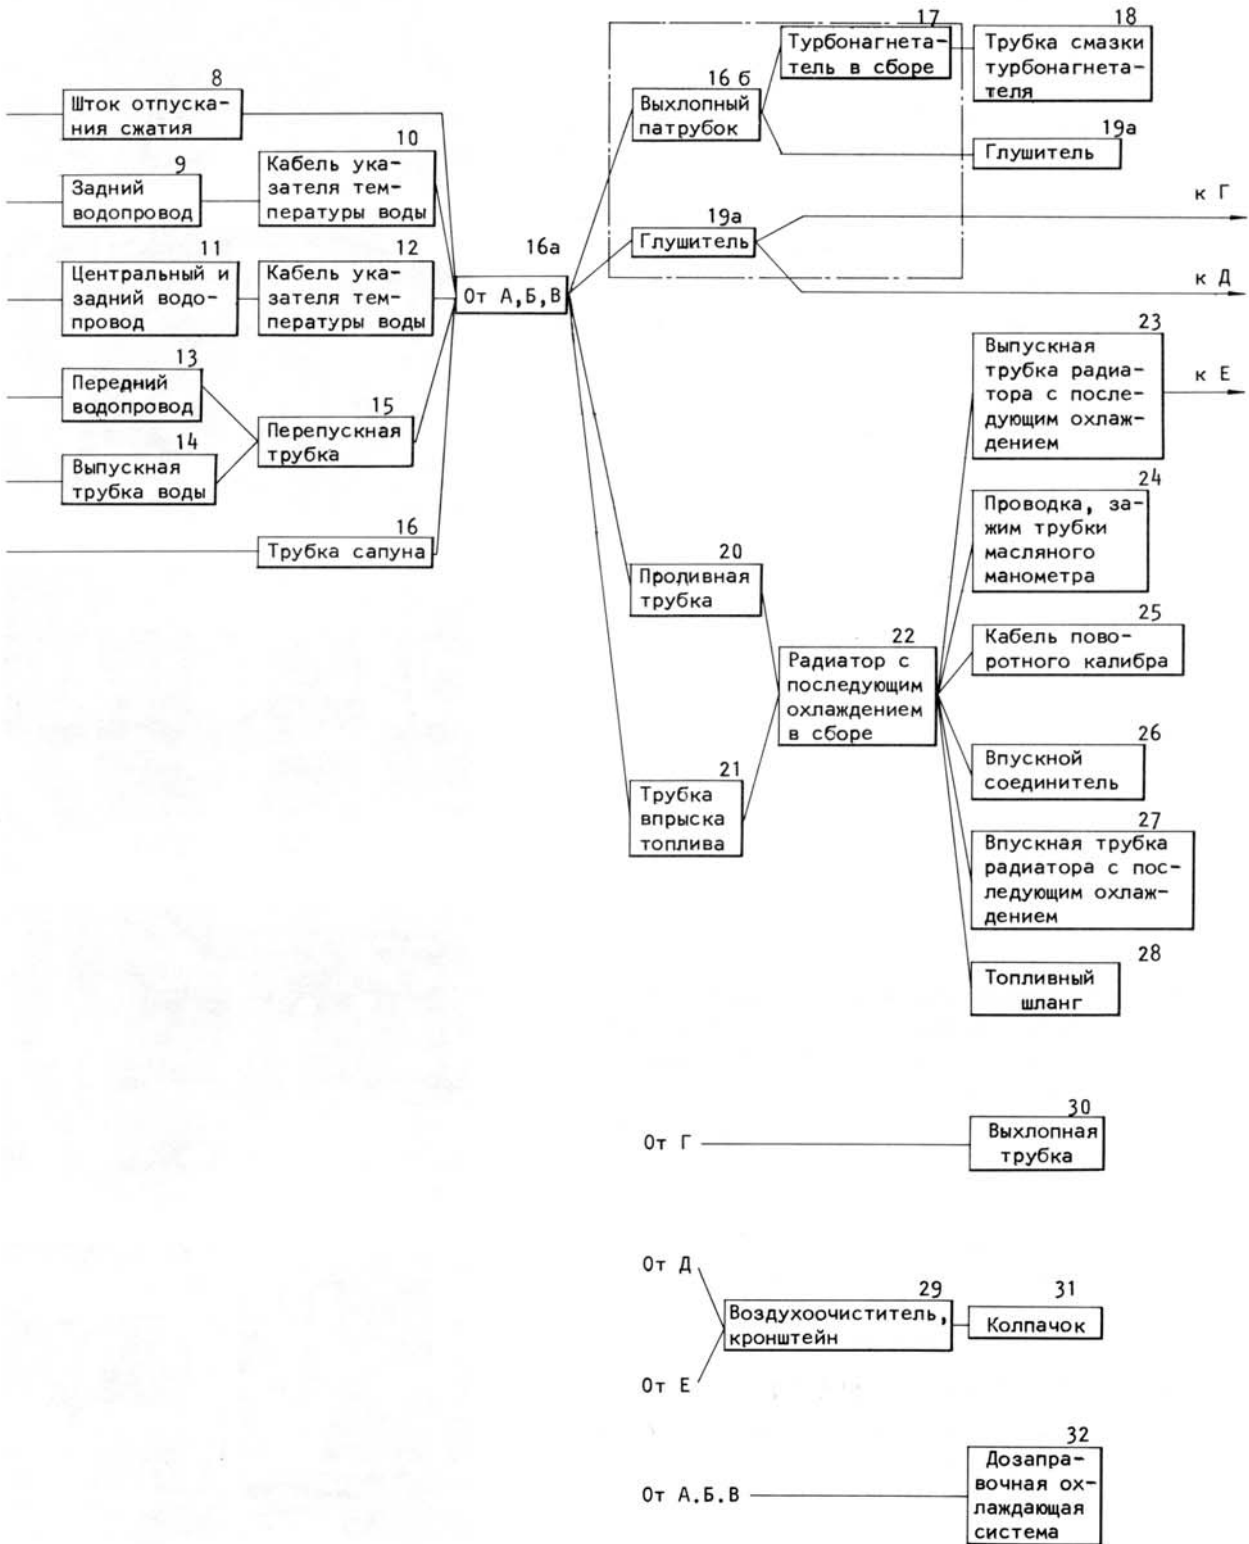 8
Шток отпуска-
ния сжатия
9
Задний
водопровод
10
Кабель ука-
зателя тем-
пературы воды
11
Центральный и
задний водо-
провод
12
Кабель ука-
зателя тем-
пературы воды
13
Передний
водопровод
14
Выпускная
трубка воды
15
Перепускная
трубка
16
Трубка сапуна
16а
От А,Б,В
16 б
Выхлопный
патрубок
17
Турбонагнета-
тель в сборе
18
Трубка смазки
турбонагнета-
теля
19а
Глушитель
19а
Глушитель
к Г
к Д
20
Проливная
трубка
21
Трубка
впрыска
топлива
22
Радиатор с
последующим
охлаждением
в сборе
23
Выпускная
трубка радиа-
тора с после-
дующим охлаж-
дением
к Е
24
Проводка, за-
жим трубки
масляного
манометра
25
Кабель пово-
ротного калибра
26
Впускной
соединитель
27
Впускная трубка
радиатора с пос-
ледующим охлаж-
дением
28
Топливный
шланг
От Г
30
Выхлопная
трубка
От Д
От Е
29
Воздухоочиститель,
кронштейн
31
Колпачок
От А.Б.В
32
Дозапра-
вочная ох-
лаждающая
система